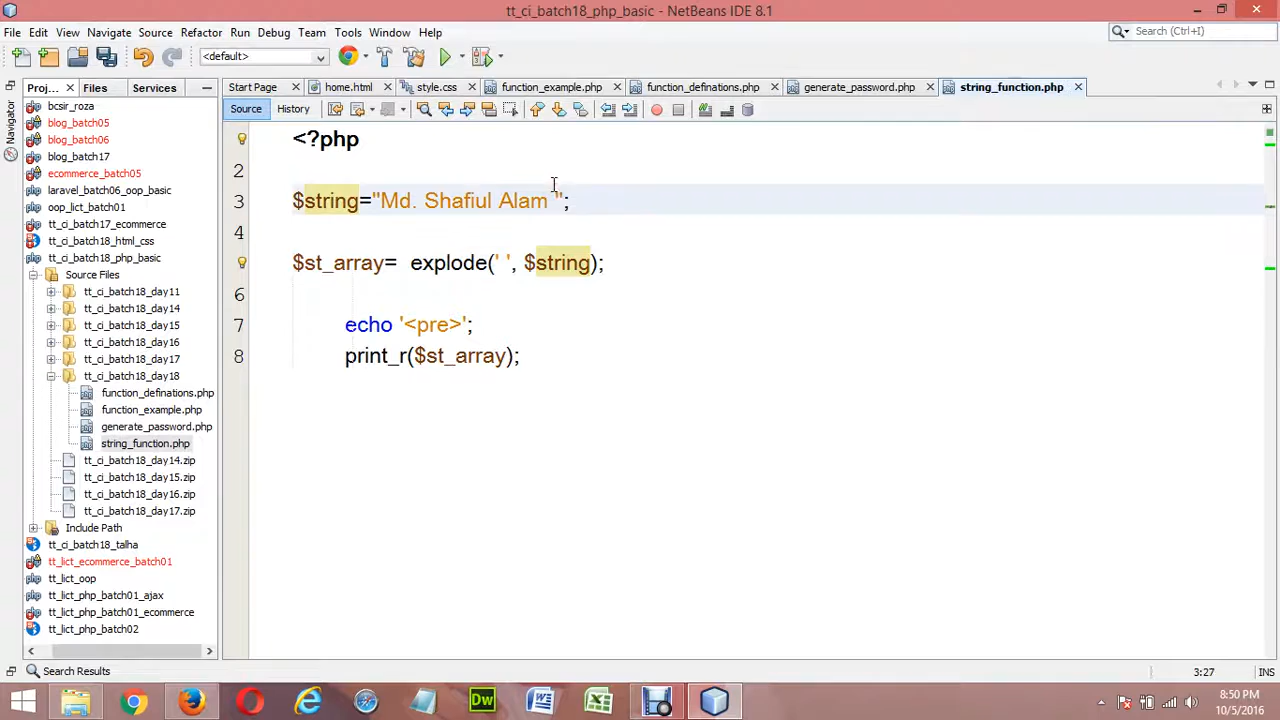 tt_ci_batch18_php_basic - NetBeans IDE 8.1
File Edit View Navigate Source Refactor Run Debug Team Tools Window Help
Search (Ctrl+I)
<default>
Proj... Files Services
Start Page home.html style.css function_example.php function_definations.php generate_password.php string_function.php
Source History
Navigator
bcsir_roza
blog_batch05
blog_batch06
blog_batch17
ecommerce_batch05
laravel_batch06_oop_basic
oop_lict_batch01
tt_ci_batch17_ecommerce
tt_ci_batch18_html_css
tt_ci_batch18_php_basic
Source Files
tt_ci_batch18_day11
tt_ci_batch18_day14
tt_ci_batch18_day15
tt_ci_batch18_day16
tt_ci_batch18_day17
tt_ci_batch18_day18
function_definations.php
function_example.php
generate_password.php
string_function.php
tt_ci_batch18_day14.zip
tt_ci_batch18_day15.zip
tt_ci_batch18_day16.zip
tt_ci_batch18_day17.zip
Include Path
tt_ci_batch18_talha
tt_lict_ecommerce_batch01
tt_lict_oop
tt_lict_php_batch01_ajax
tt_lict_php_batch01_ecommerce
tt_lict_php_batch02
<?php
2
3 $string="Md. Shafiul Alam ";
4
$st_array=  explode(' ', $string);
6
7 echo '<pre>';
8 print_r($st_array);
Search Results
3:27 INS
Dw
8:50 PM
10/5/2016